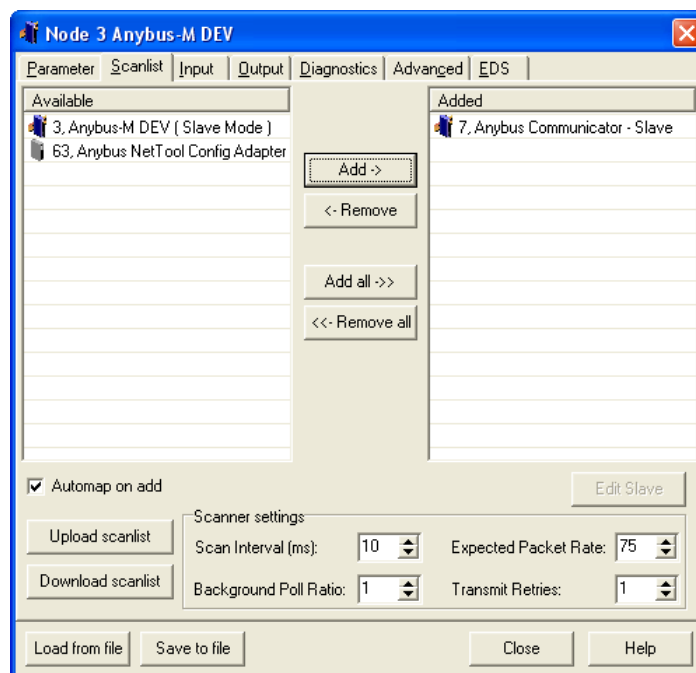 Node 3 Anybus-M DEV
Parameter Scanlist Input Output Diagnostics Advanced EDS
Available
3, Anybus-M DEV ( Slave Mode )
63, Anybus NetTool Config Adapter
Add ->
<- Remove
Add all ->>
<<- Remove all
Added
7, Anybus Communicator - Slave
Automap on add
Edit Slave
Upload scanlist
Download scanlist
Scanner settings
Scan Interval (ms): 10 Expected Packet Rate: 75
Background Poll Ratio: 1 Transmit Retries: 1
Load from file Save to file Close Help